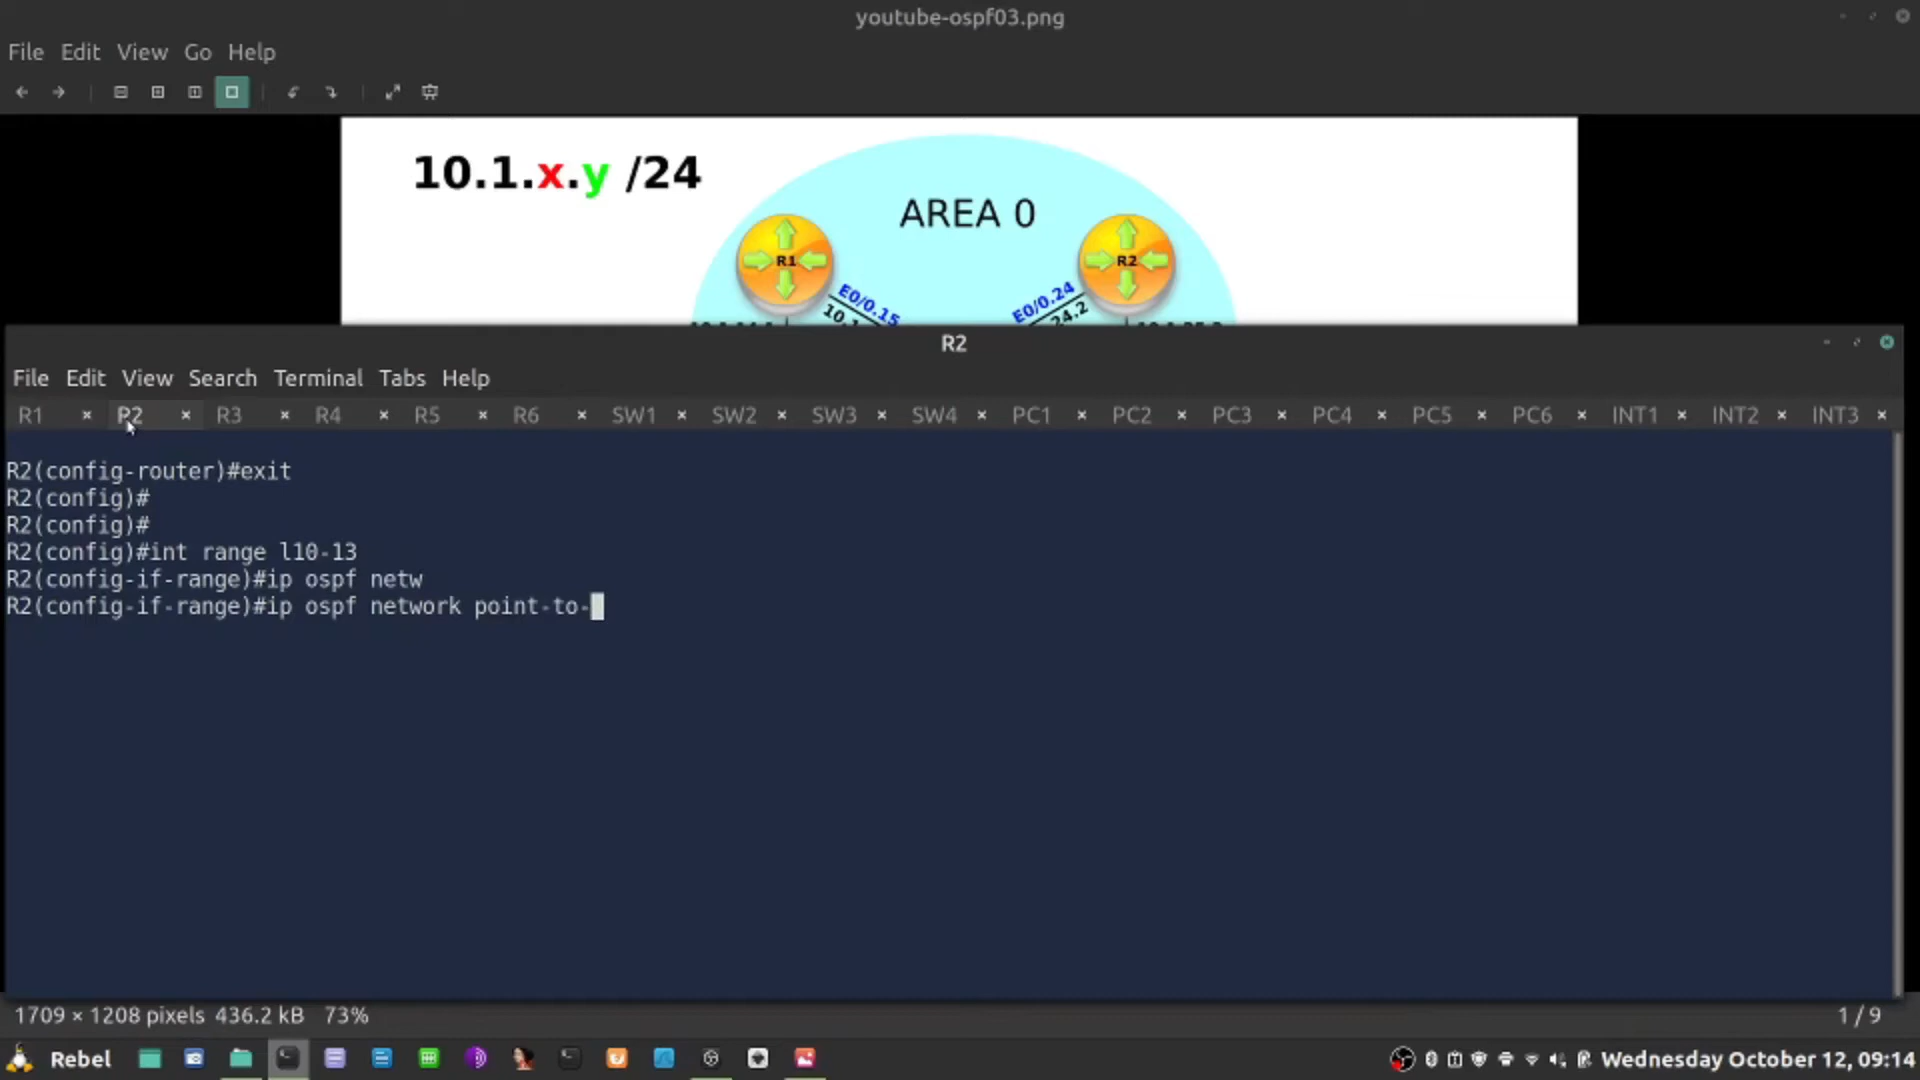 youtube-ospf03.png
File Edit View Go Help
10.1.x.y /24
AREA 0
R1
R2
E0/0.15
10.1
E0/0.24
24.2
R2
File Edit View Search Terminal Tabs Help
R1 R2 R3 R4 R5 R6 SW1 SW2 SW3 SW4 PC1 PC2 PC3 PC4 PC5 PC6 INT1 INT2 INT3
R2(config-router)#exit
R2(config)#
R2(config)#
R2(config)#int range l10-13
R2(config-if-range)#ip ospf netw
R2(config-if-range)#ip ospf network point-to-
1709 × 1208 pixels 436.2 kB 73%
1 / 9
Rebel
Wednesday October 12, 09:14